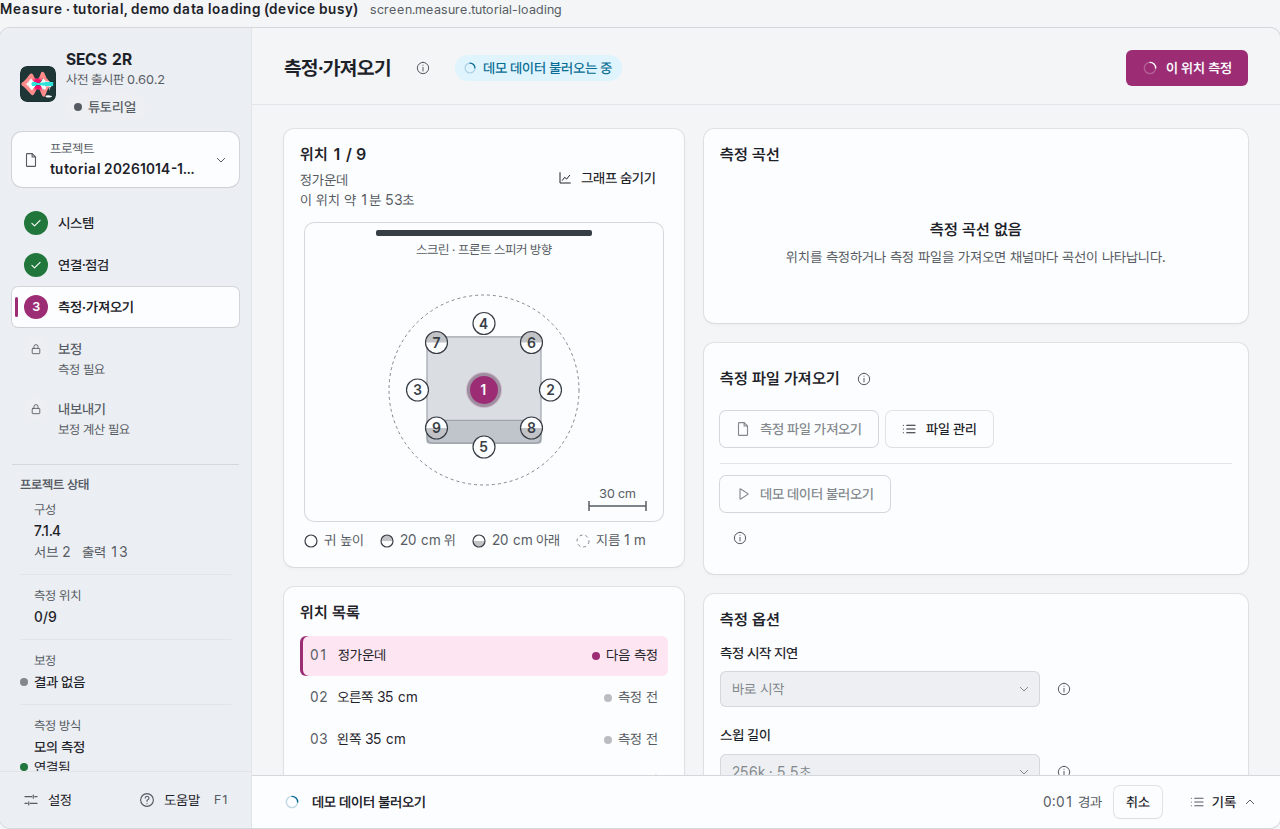 Measure · tutorial, demo data loading (device busy) screen.measure.tutorial-loading
SECS 2R
사전 출시판 0.60.2
튜토리얼
프로젝트
tutorial 20261014-1...
시스템
연결·점검
3 측정·가져오기
보정
측정 필요
내보내기
보정 계산 필요
프로젝트 상태
구성
7.1.4
서브 2 출력 13
측정 위치
0/9
보정
결과 없음
측정 방식
모의 측정
연결됨
설정
도움말 F1
측정·가져오기
데모 데이터 불러오는 중
이 위치 측정
위치 1 / 9
정가운데
이 위치 약 1분 53초
그래프 숨기기
스크린 · 프론트 스피커 방향
4
7 6
3 1 2
9 8
5
30 cm
귀 높이 20 cm 위 20 cm 아래 지름 1 m
위치 목록
01 정가운데 다음 측정
02 오른쪽 35 cm 측정 전
03 왼쪽 35 cm 측정 전
측정 곡선
측정 곡선 없음
위치를 측정하거나 측정 파일을 가져오면 채널마다 곡선이 나타납니다.
측정 파일 가져오기
측정 파일 가져오기 파일 관리
데모 데이터 불러오기
측정 옵션
측정 시작 지연
바로 시작
스윕 길이
256k · 5.5초
데모 데이터 불러오기
0:01 경과 취소 기록